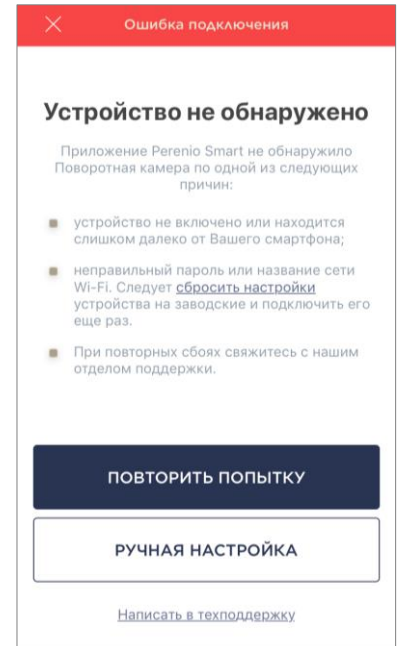 Ошибка подключения
Устройство не обнаружено
Приложение Perenio Smart не обнаружило
Поворотная камера по одной из следующих
причин:
устройство не включено или находится
слишком далеко от Вашего смартфона;
неправильный пароль или название сети
Wi-Fi. Следует сбросить настройки
устройства на заводские и подключить его
еще раз.
При повторных сбоях свяжитесь с нашим
отделом поддержки.
ПОВТОРИТЬ ПОПЫТКУ
РУЧНАЯ НАСТРОЙКА
Написать в техподдержку